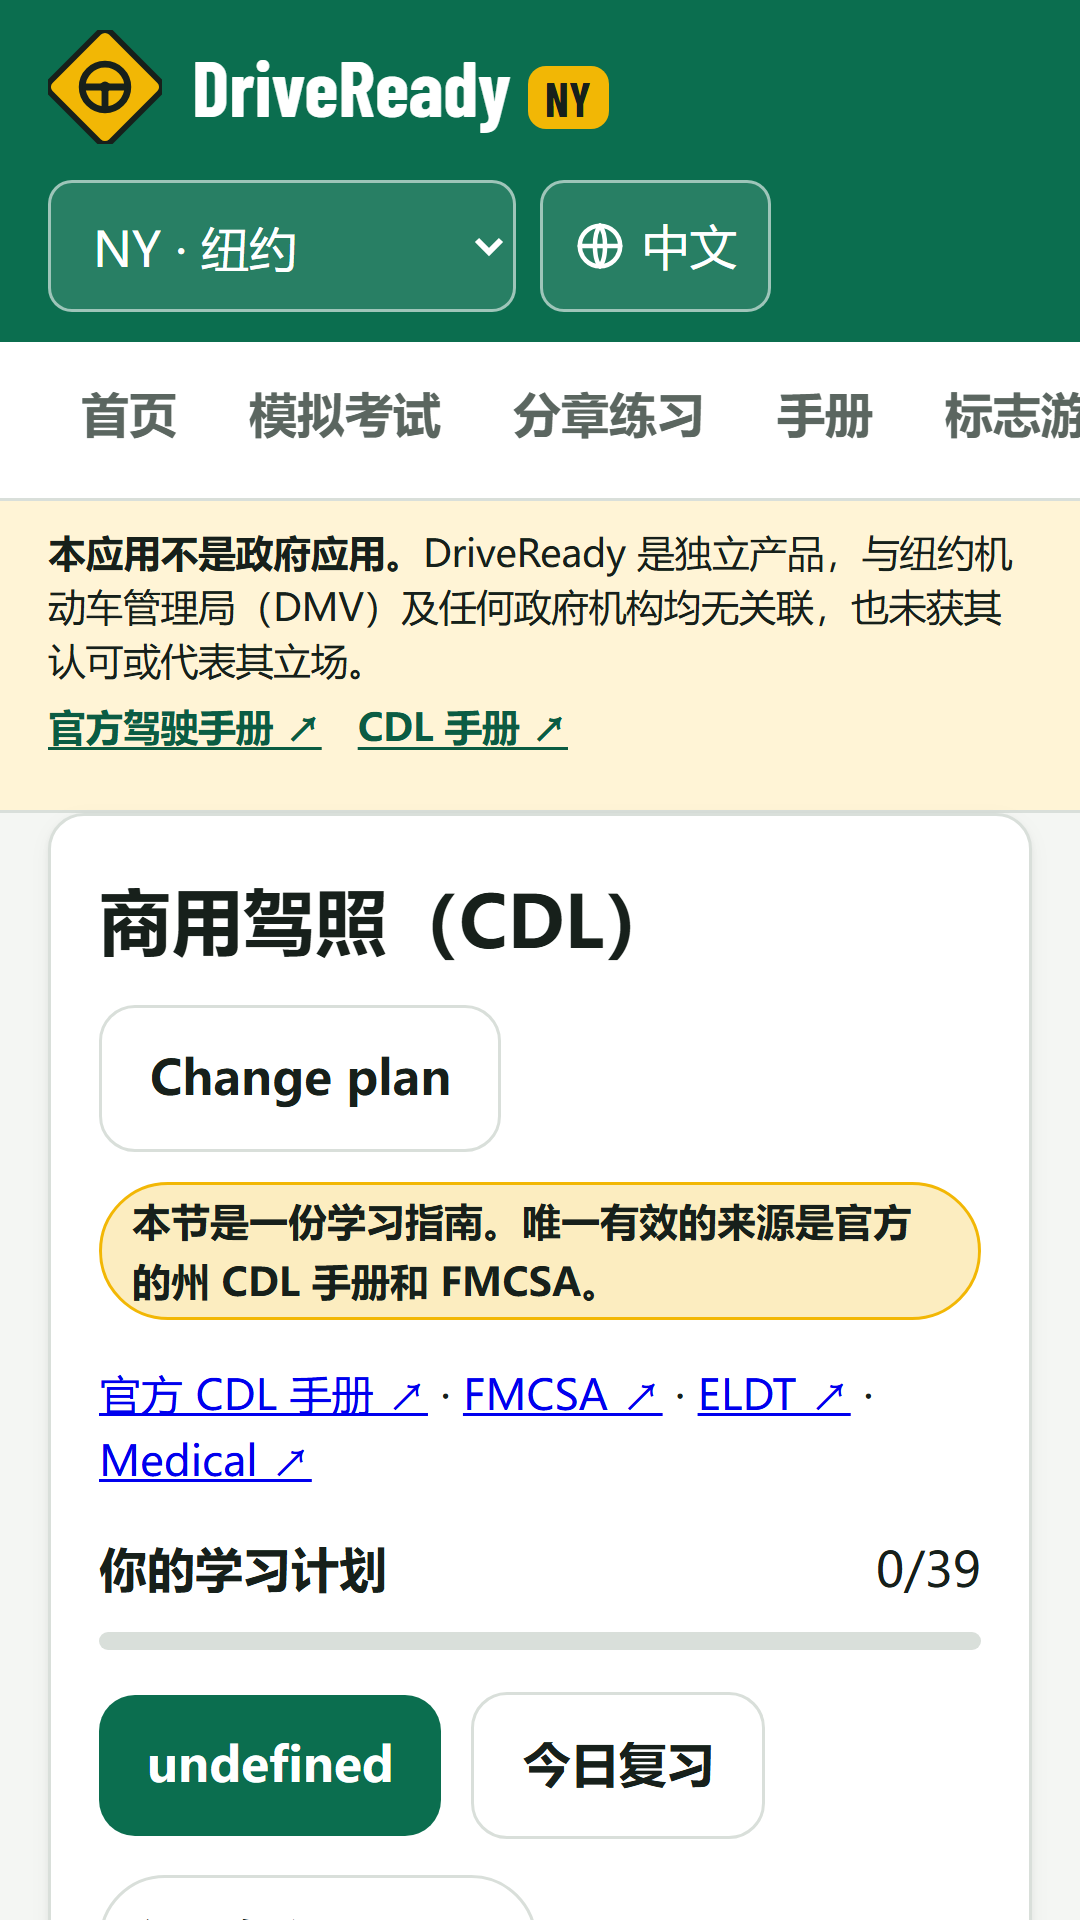 DriveReady NY
NY · 纽约
中文
首页 模拟考试 分章练习 手册 标志游
本应用不是政府应用。DriveReady 是独立产品，与纽约机
动车管理局（DMV）及任何政府机构均无关联，也未获其
认可或代表其立场。
官方驾驶手册 ↗ CDL 手册 ↗
商用驾照（CDL）
Change plan
本节是一份学习指南。唯一有效的来源是官方
的州 CDL 手册和 FMCSA。
官方 CDL 手册 ↗ · FMCSA ↗ · ELDT ↗ ·
Medical ↗
你的学习计划 0/39
undefined
今日复习